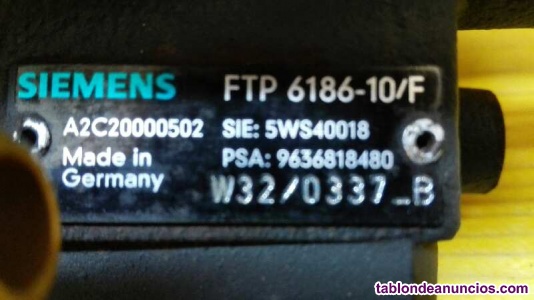 SIEMENS FTP 6186-10/F
A2C20000502 SIE: 5WS40018
Made in PSA: 9636818480
Germany W32/0337_B
tablondeanuncios.com